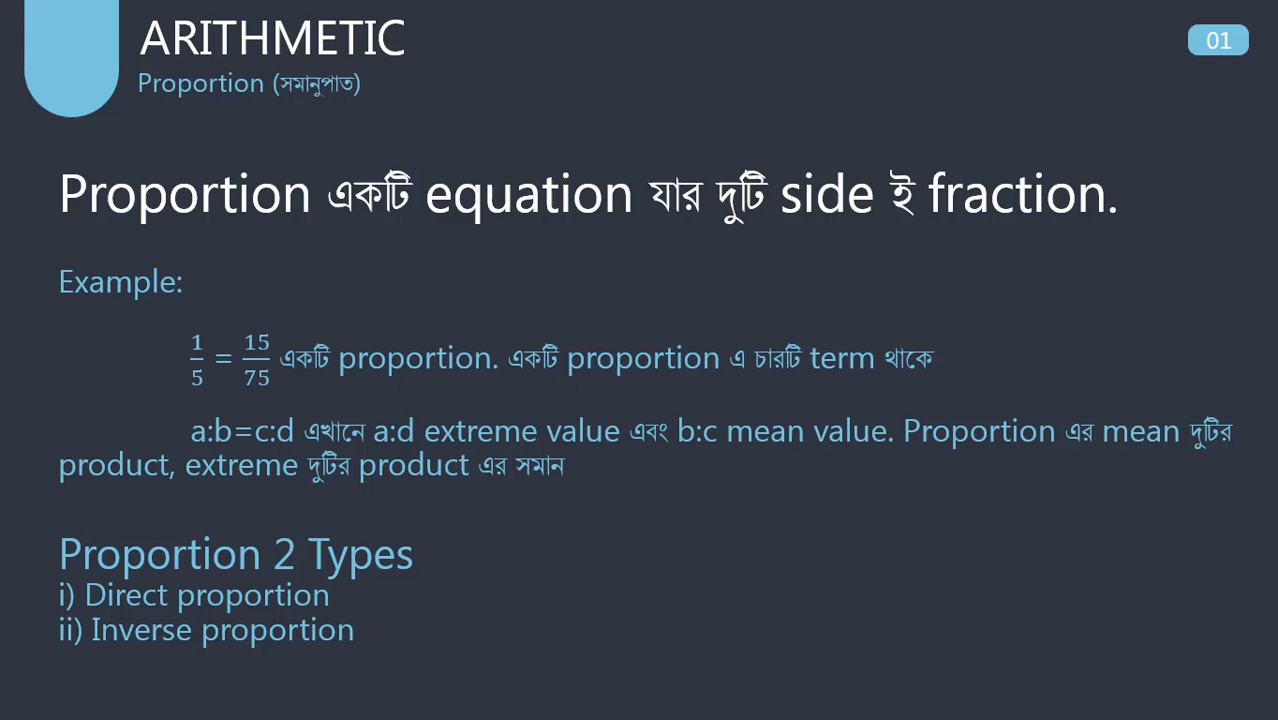 ARITHMETIC
01
Proportion (সমানুপাত)
Proportion একটি equation যার দুটি side ই fraction.
Example:
1/5 = 15/75 একটি proportion. একটি proportion এ চারটি term থাকে
a:b=c:d এখানে a:d extreme value এবং b:c mean value. Proportion এর mean দুটির
product, extreme দুটির product এর সমান
Proportion 2 Types
i) Direct proportion
ii) Inverse proportion